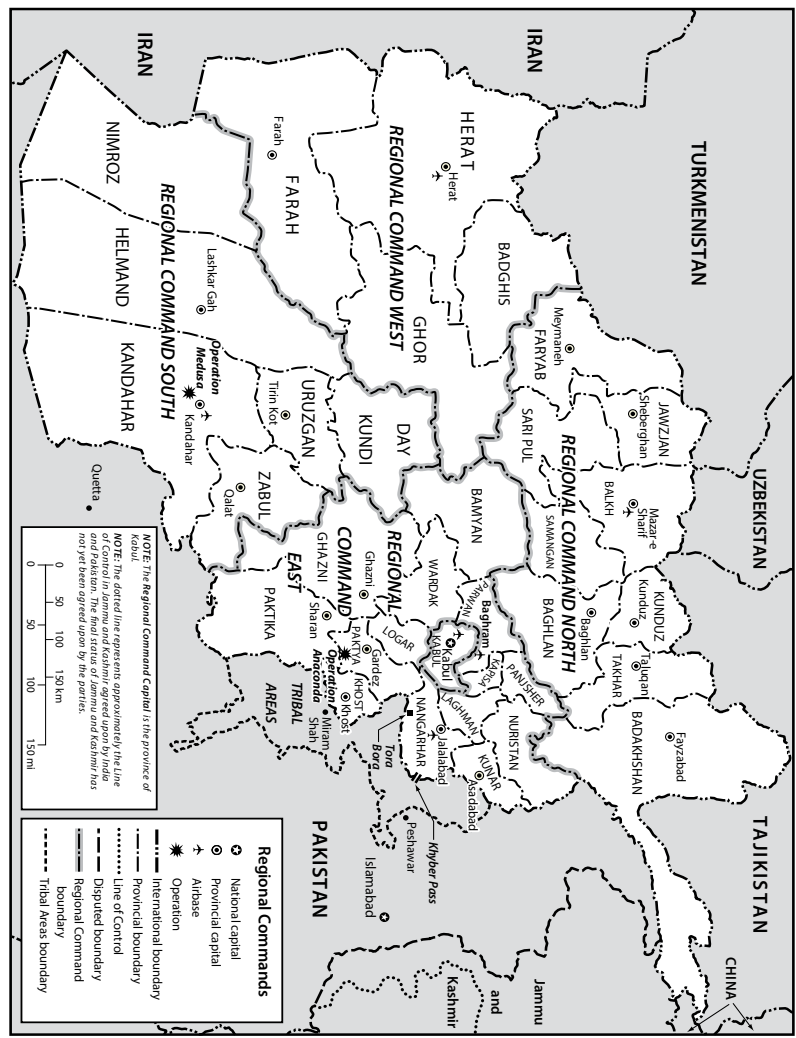 TURKMENISTAN
UZBEKISTAN
TAJIKISTAN
CHINA
IRAN
IRAN
PAKISTAN
Jammu
and
Kashmir
HERAT
Herat
BADGHIS
REGIONAL COMMAND WEST
GHOR
Farah
FARAH
Meymaneh
FARYAB
JAWZJAN
Sheberghan
SARI PUL
REGIONAL COMMAND NORTH
BALKH
Mazar-e
Sharif
SAMANGAN
KUNDUZ
Kunduz
Baghlan
BAGHLAN
Taluqan
TAKHAR
Fayzabad
BADAKHSHAN
PANJSHER
NURISTAN
BAMYAN
PARWAN
Baghram
KAPISA
Kabul
KABUL
WARDAK
LAGHMAN
KUNAR
Asadabad
Jalalabad
NANGARHAR
LOGAR
DAY
KUNDI
REGIONAL
COMMAND
EAST
Ghazni
GHAZNI
Gardez
PAKTYA
KHOST
Khost
Operation
Anaconda
Sharan
PAKTIKA
Tora
Bora
Khyber Pass
Peshawar
Islamabad
Miram
Shah
TRIBAL
AREAS
URUZGAN
Tirin Kot
ZABUL
Qalat
Operation
Medusa
Kandahar
KANDAHAR
REGIONAL COMMAND SOUTH
Lashkar Gah
HELMAND
NIMROZ
Quetta
NOTE: The Regional Command Capital is the province of
Kabul.
NOTE: The dotted line represents approximately the Line
of Control in Jammu and Kashmir agreed upon by India
and Pakistan. The final status of Jammu and Kashmir has
not yet been agreed upon by the parties.
0 50 100 150 km
0 50 100 150 mi
Regional Commands
National capital
Provincial capital
Airbase
Operation
International boundary
Provincial boundary
Line of Control
Disputed boundary
Regional Command
boundary
Tribal Areas boundary